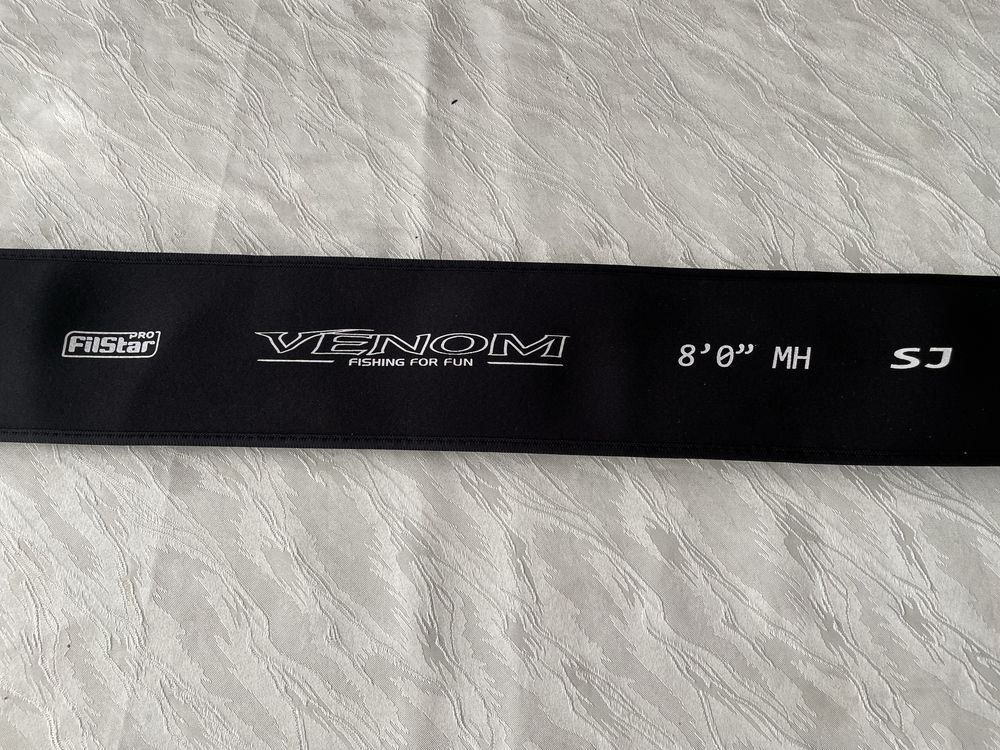 FilStar PRO
VENOM
FISHING FOR FUN
8’0” MH
SJ